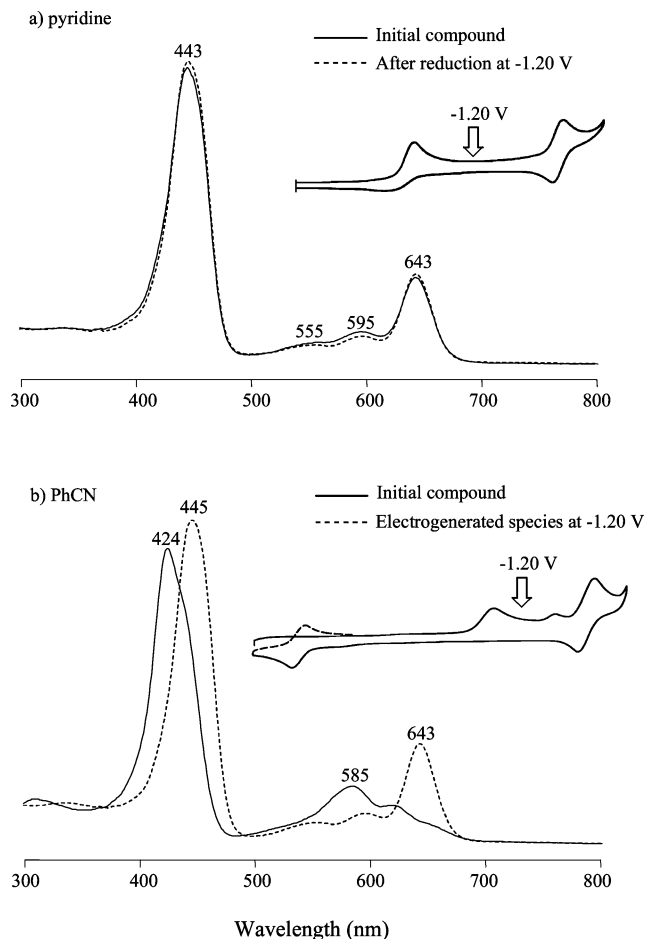 a) pyridine
Initial compound
After reduction at -1.20 V
443
-1.20 V
643
555
595
300
400
500
600
700
800
b) PhCN
Initial compound
Electrogenerated species at -1.20 V
445
424
-1.20 V
643
585
300
400
500
600
700
800
Wavelength (nm)